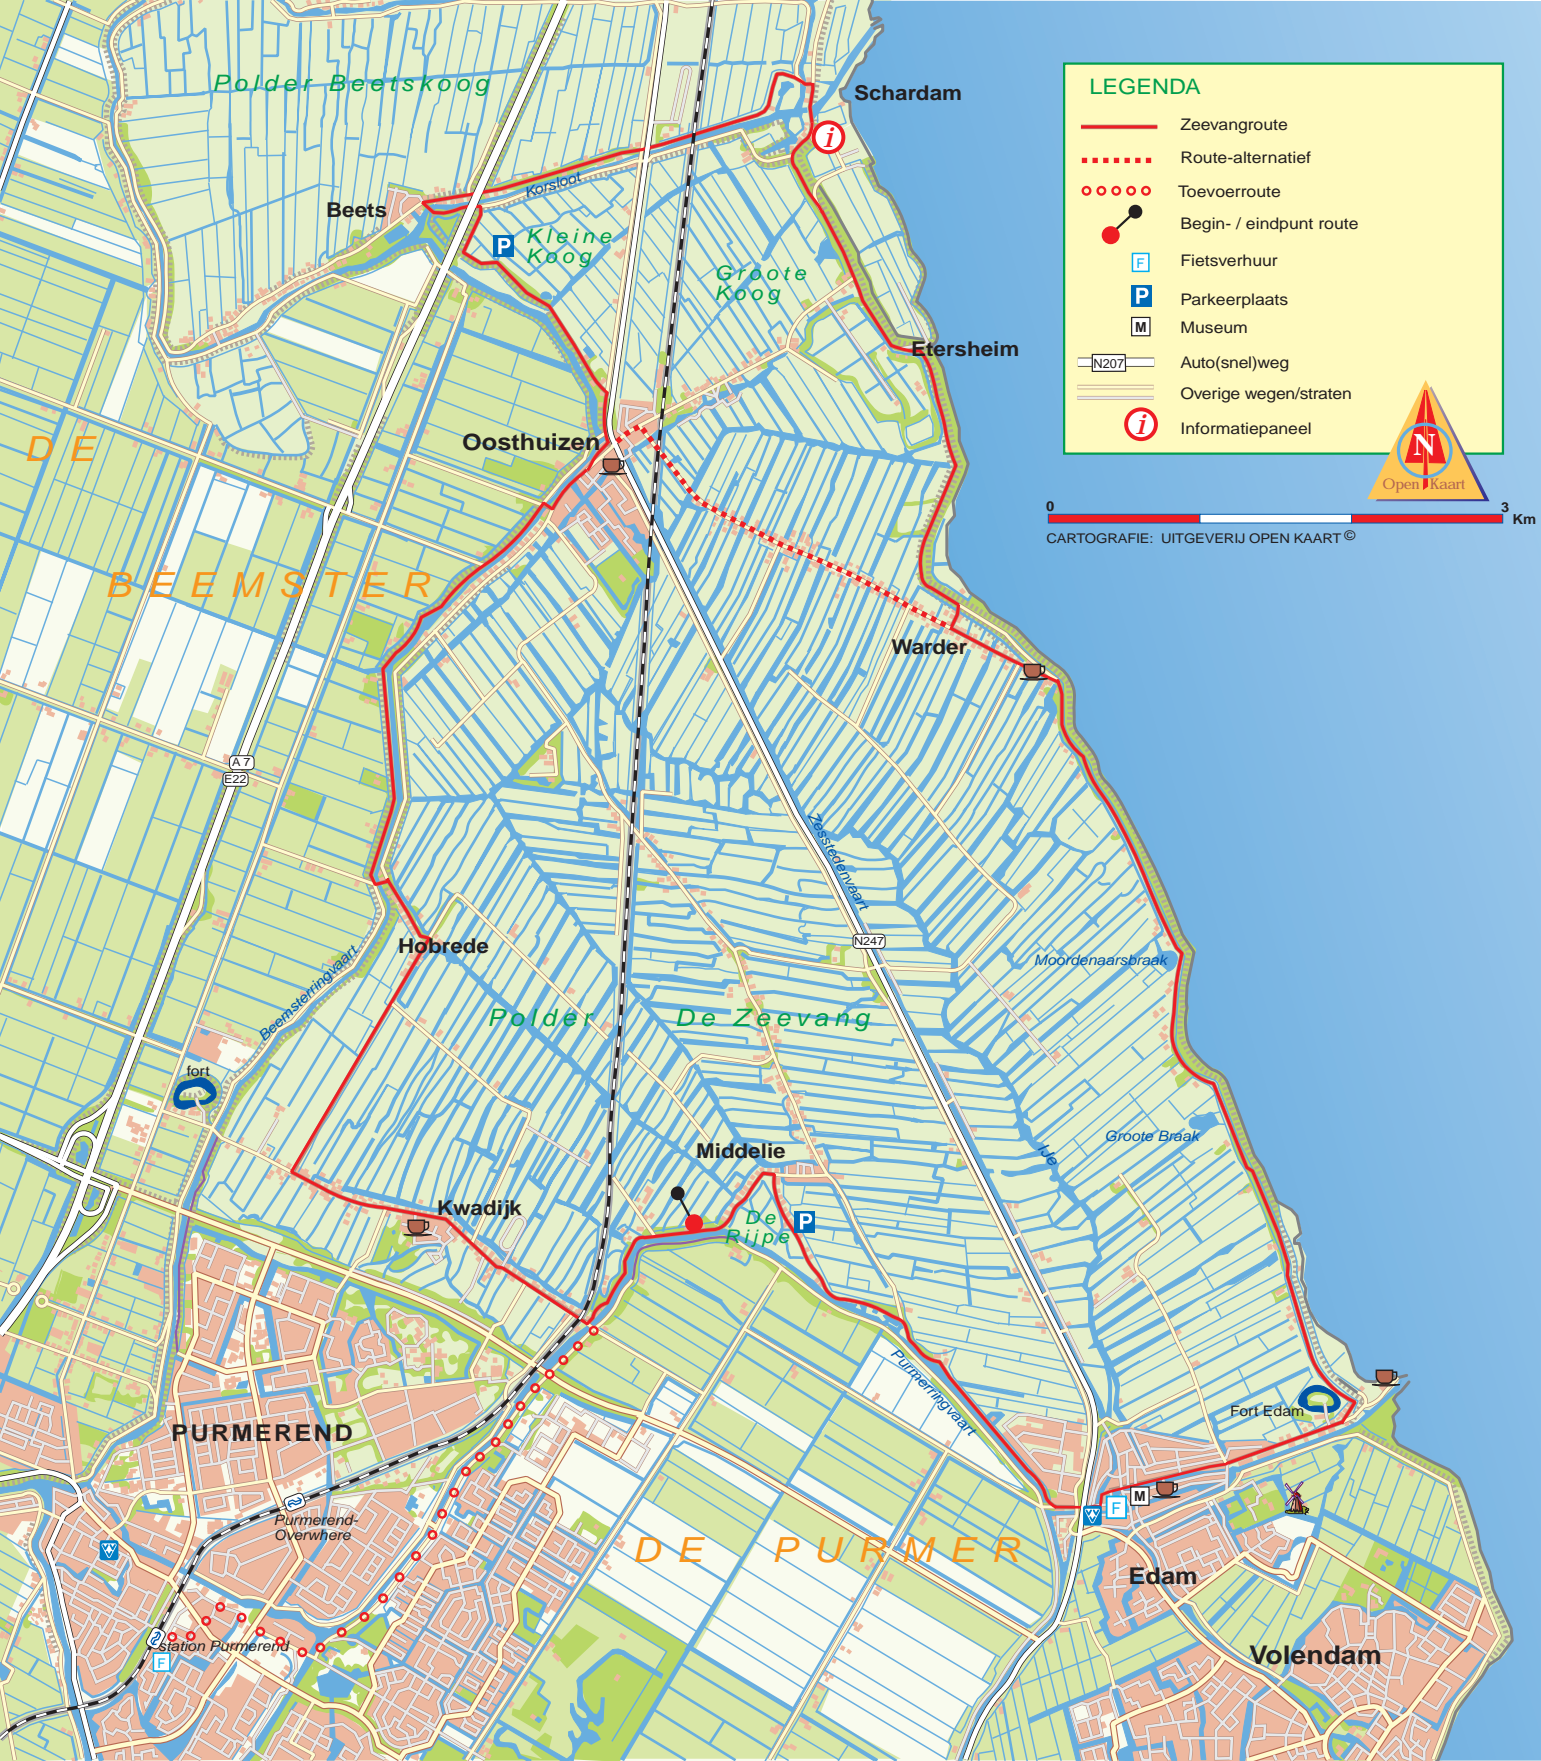 Polder Beetskoog
Schardam
i
Beets
Korsloot
P
Kleine
Koog
Groote
Koog
Etersheim
LEGENDA
Zeevangroute
Route-alternatief
Toevoerroute
Begin- / eindpunt route
F
Fietsverhuur
P
Parkeerplaats
M
Museum
N207
Auto(snel)weg
Overige wegen/straten
i
Informatiepaneel
N
Open Kaart
0
3
Km
CARTOGRAFIE: UITGEVERIJ OPEN KAART ©
DE
BEEMSTER
Oosthuizen
Warder
A 7
E22
Zesstedenvaart
N247
Hobrede
Moordenaarsbraak
Beemsterringvaart
Polder De Zeevang
fort
Groote Braak
IJe
Middelie
De
Rijpe
P
Kwadijk
Purmerringvaart
Fort Edam
PURMEREND
Purmerend-
Overwhere
M
F
DE PURMER
Edam
station Purmerend
F
Volendam